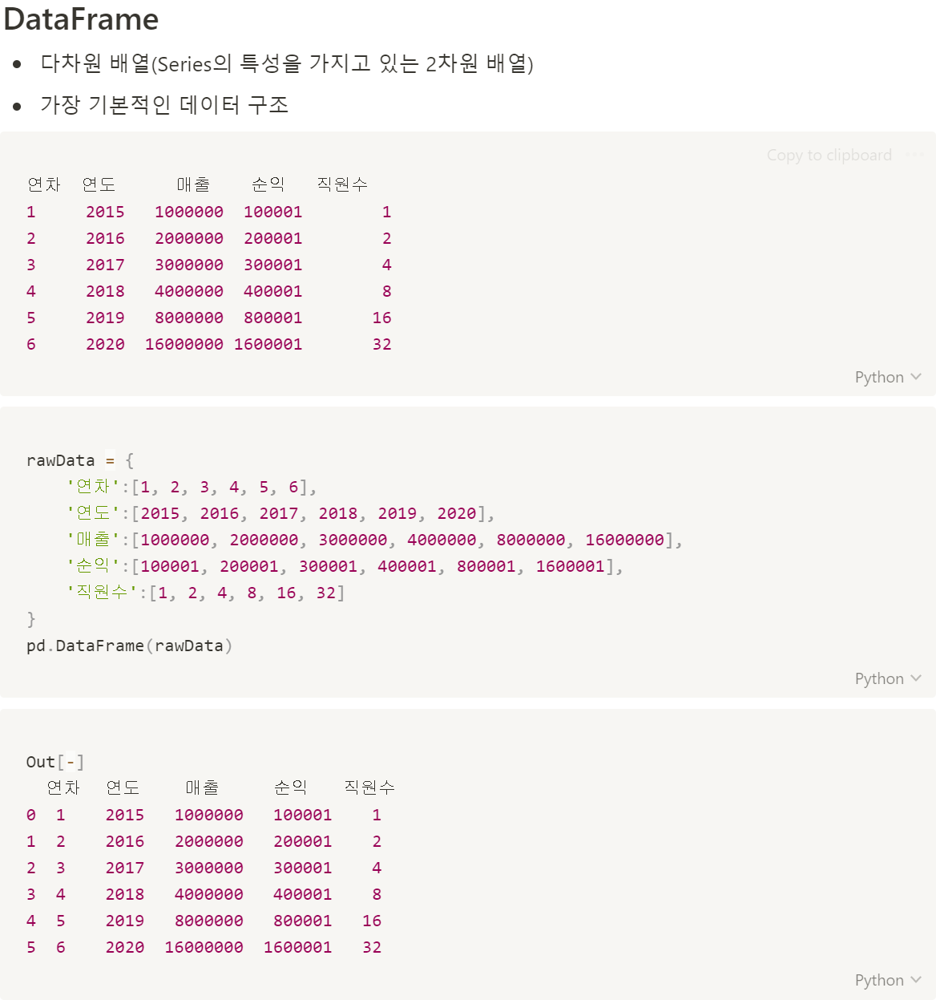 DataFrame
• 다차원 배열(Series의 특성을 가지고 있는 2차원 배열)
• 가장 기본적인 데이터 구조
Copy to clipboard ···
연차 연도 매출 순익 직원수
1 2015 1000000 100001 1
2 2016 2000000 200001 2
3 2017 3000000 300001 4
4 2018 4000000 400001 8
5 2019 8000000 800001 16
6 2020 16000000 1600001 32
Python
rawData = {
    '연차':[1, 2, 3, 4, 5, 6],
    '연도':[2015, 2016, 2017, 2018, 2019, 2020],
    '매출':[1000000, 2000000, 3000000, 4000000, 8000000, 16000000],
    '순익':[100001, 200001, 300001, 400001, 800001, 1600001],
    '직원수':[1, 2, 4, 8, 16, 32]
}
pd.DataFrame(rawData)
Python
Out[-]
연차 연도 매출 순익 직원수
0 1 2015 1000000 100001 1
1 2 2016 2000000 200001 2
2 3 2017 3000000 300001 4
3 4 2018 4000000 400001 8
4 5 2019 8000000 800001 16
5 6 2020 16000000 1600001 32
Python